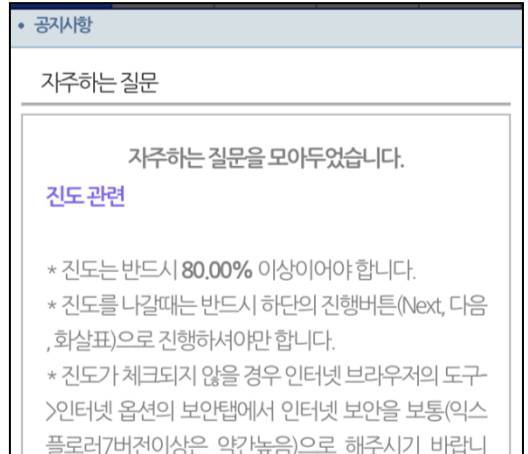 • 공지사항
자주하는 질문
자주하는 질문을 모아두었습니다.
진도 관련
* 진도는 반드시 80.00% 이상이어야 합니다.
* 진도를 나갈때는 반드시 하단의 진행버튼(Next, 다음
, 화살표)으로 진행하셔야만 합니다.
* 진도가 체크되지 않을 경우 인터넷 브라우저의 도구-
>인터넷 옵션의 보안탭에서 인터넷 보안을 보통(익스
플로러7버전이상은 약간높음)으로 해주시기 바랍니